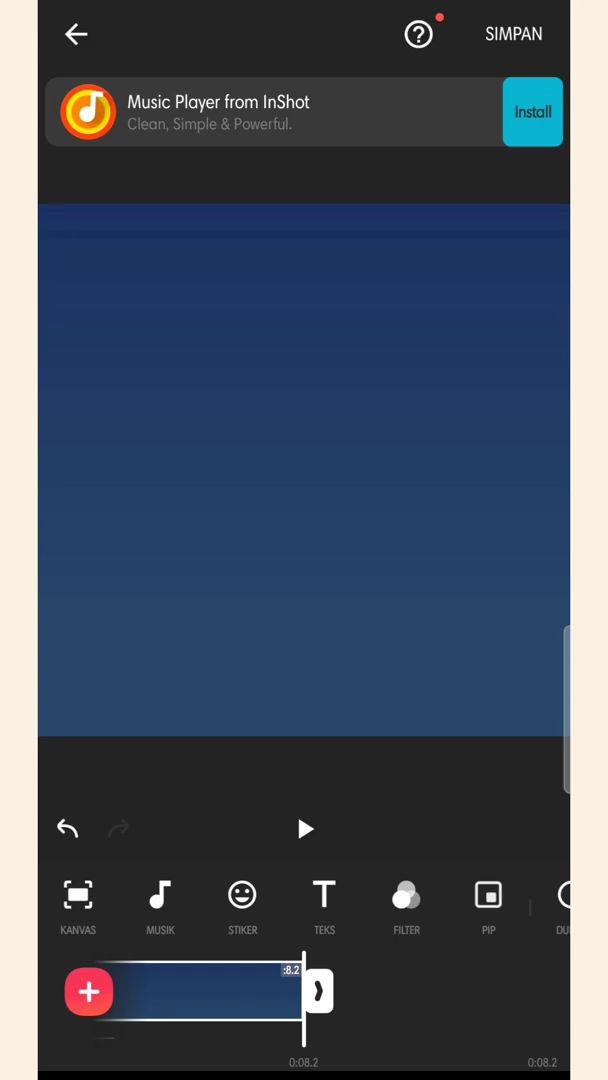 SIMPAN
Music Player from InShot
Clean, Simple & Powerful.
Install
KANVAS
MUSIK
STIKER
TEKS
FILTER
PIP
:8.2
0:08.2
0:08.2